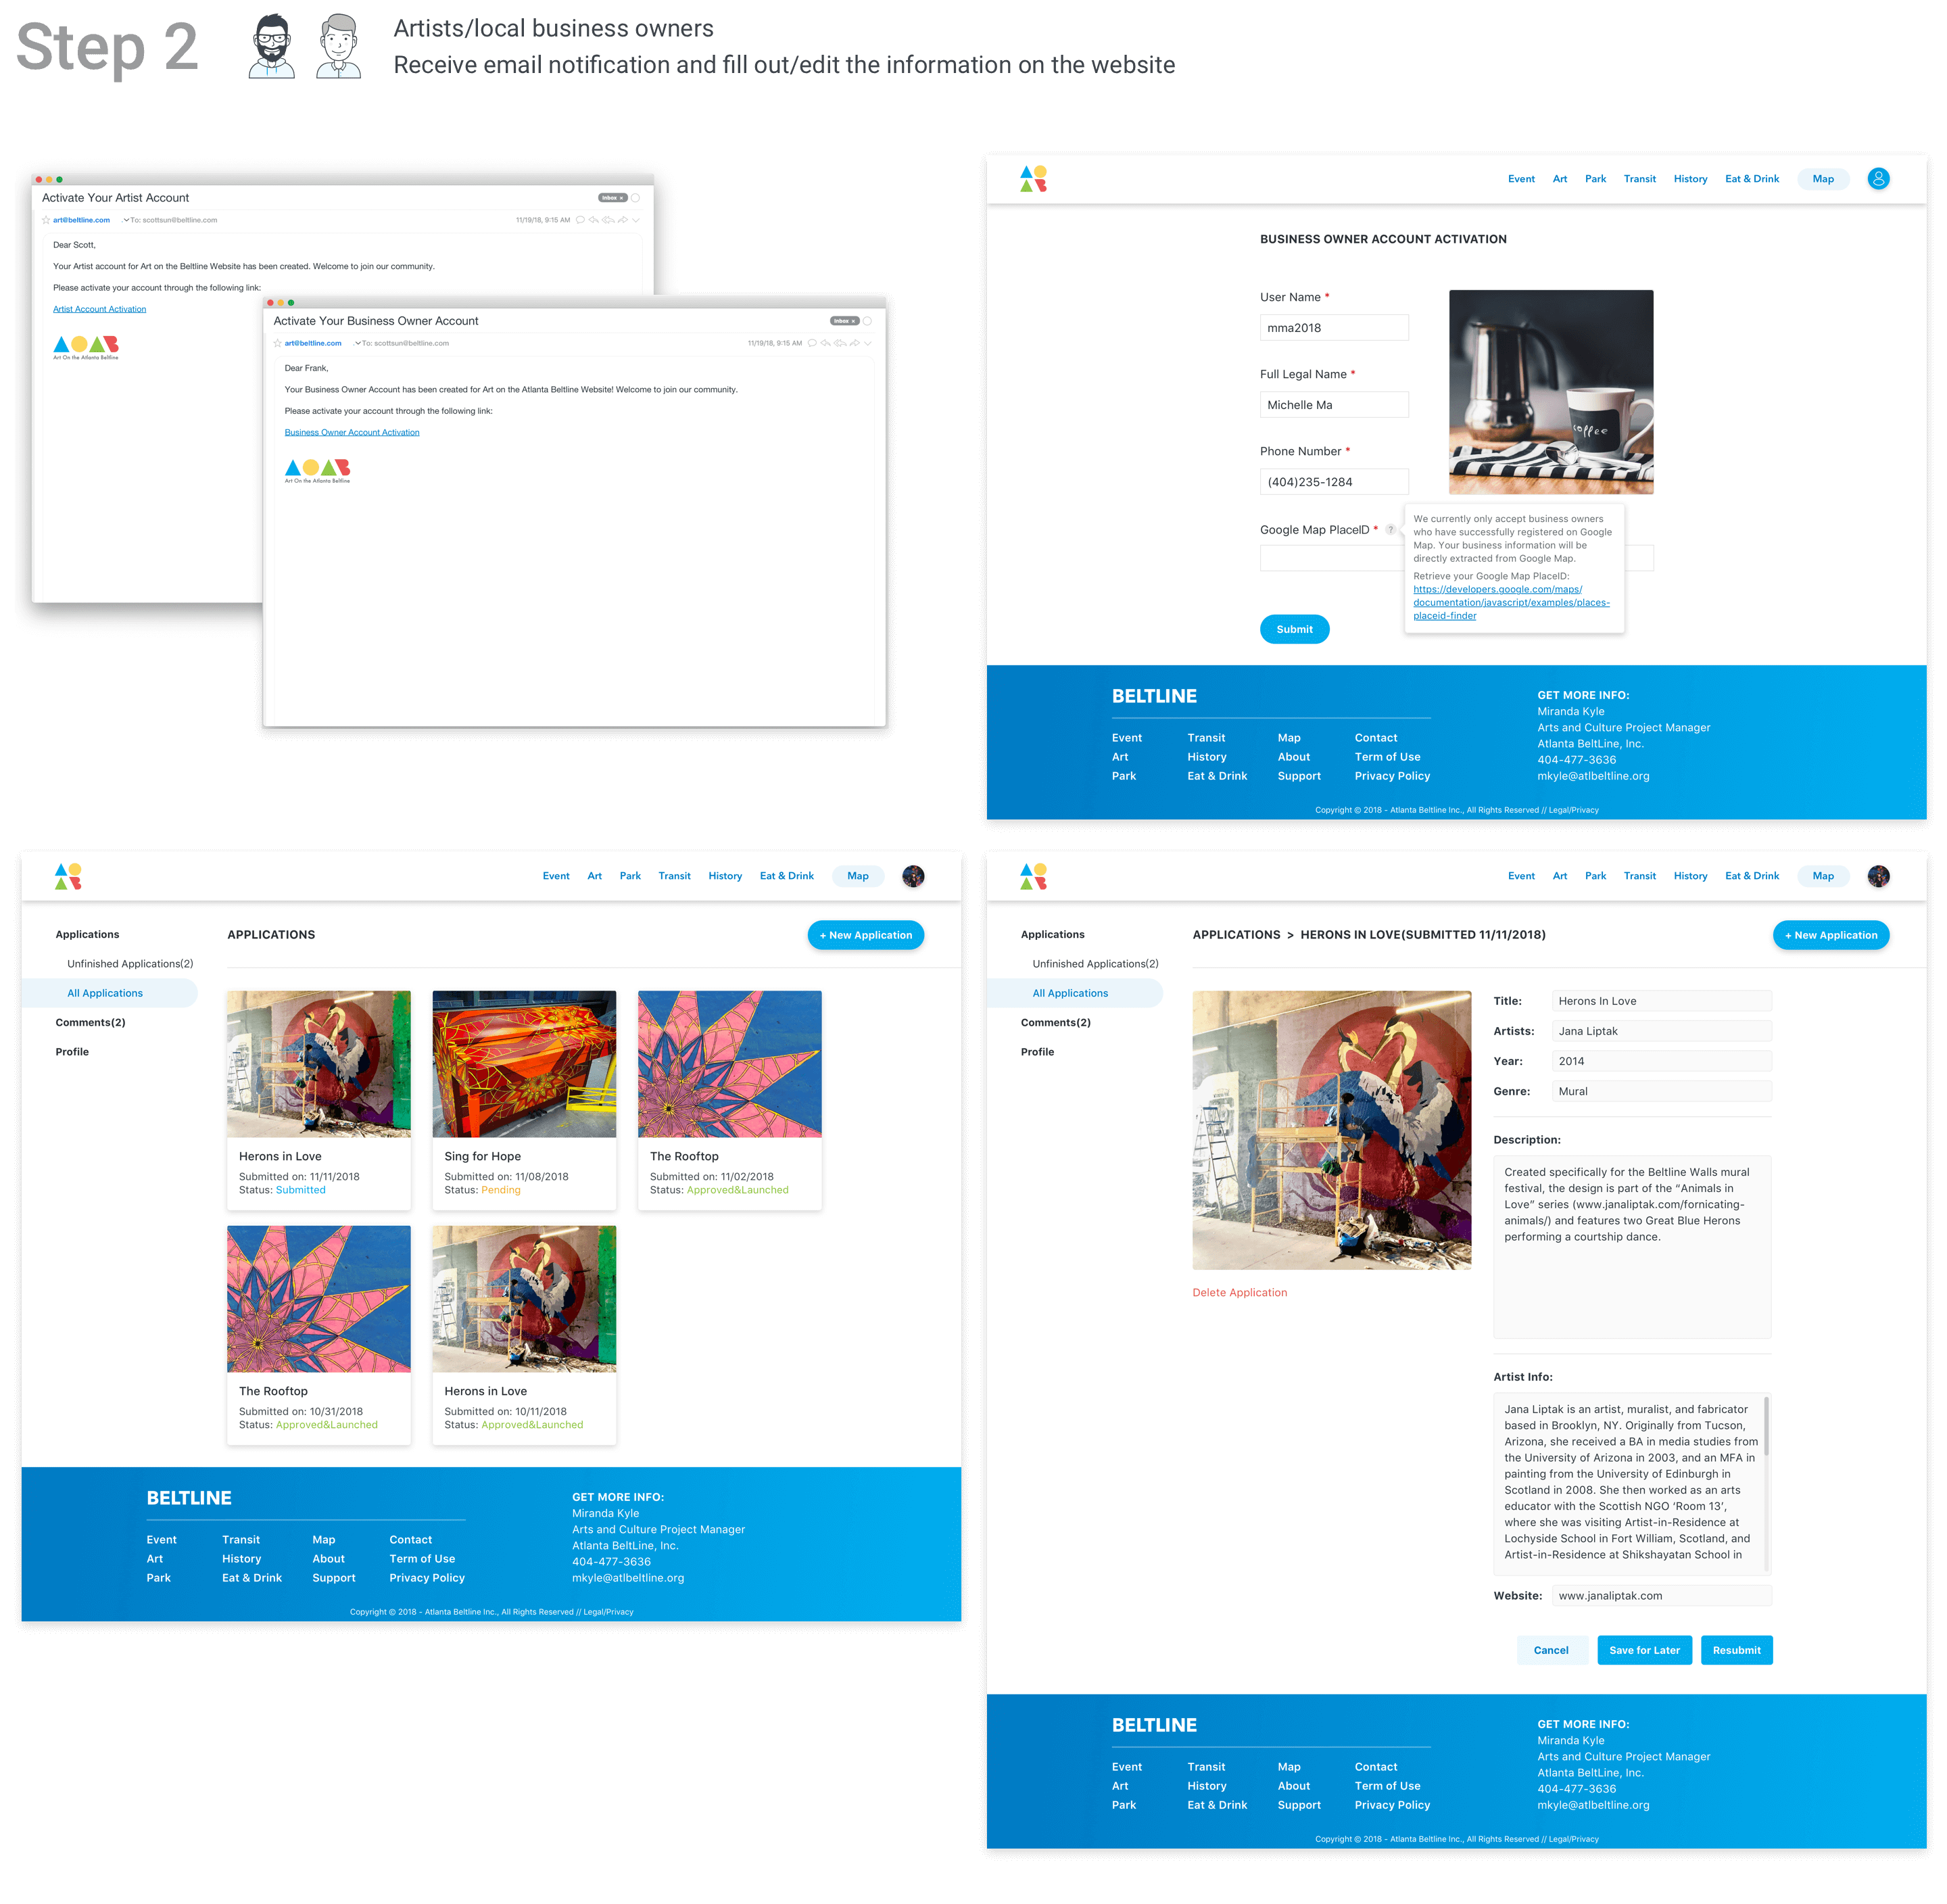 Step 2
Artists/local business owners
Receive email notification and fill out/edit the information on the website
Activate Your Artist Account
Inbox x
art@beltline.com
To: scottsun@beltline.com
11/19/18, 9:15 AM
Dear Scott,
Your Artist account for Art on the Beltline Website has been created. Welcome to join our community.
Please activate your account through the following link:
Artist Account Activation
Art On the Atlanta Beltline
Activate Your Business Owner Account
Inbox x
art@beltline.com
To: scottsun@beltline.com
11/19/18, 9:15 AM
Dear Frank,
Your Business Owner Account has been created for Art on the Atlanta Beltline Website! Welcome to join our community.
Please activate your account through the following link:
Business Owner Account Activation
Art On the Atlanta Beltline
Event Art Park Transit History Eat & Drink Map
BUSINESS OWNER ACCOUNT ACTIVATION
User Name *
mma2018
Full Legal Name *
Michelle Ma
Phone Number *
(404)235-1284
coffee
Google Map PlaceID * ?
We currently only accept business owners
who have successfully registered on Google
Map. Your business information will be
directly extracted from Google Map.
Retrieve your Google Map PlaceID:
https://developers.google.com/maps/
documentation/javascript/examples/places-
placeid-finder
Submit
BELTLINE
Event Transit Map Contact
Art History About Term of Use
Park Eat & Drink Support Privacy Policy
GET MORE INFO:
Miranda Kyle
Arts and Culture Project Manager
Atlanta BeltLine, Inc.
404-477-3636
mkyle@atlbeltline.org
Copyright © 2018 - Atlanta Beltline Inc., All Rights Reserved // Legal/Privacy
Event Art Park Transit History Eat & Drink Map
Applications
Unfinished Applications(2)
All Applications
Comments(2)
Profile
APPLICATIONS
+ New Application
Herons in Love
Submitted on: 11/11/2018
Status: Submitted
Sing for Hope
Submitted on: 11/08/2018
Status: Pending
The Rooftop
Submitted on: 11/02/2018
Status: Approved&Launched
The Rooftop
Submitted on: 10/31/2018
Status: Approved&Launched
Herons in Love
Submitted on: 10/11/2018
Status: Approved&Launched
BELTLINE
Event Transit Map Contact
Art History About Term of Use
Park Eat & Drink Support Privacy Policy
GET MORE INFO:
Miranda Kyle
Arts and Culture Project Manager
Atlanta BeltLine, Inc.
404-477-3636
mkyle@atlbeltline.org
Copyright © 2018 - Atlanta Beltline Inc., All Rights Reserved // Legal/Privacy
Event Art Park Transit History Eat & Drink Map
Applications
Unfinished Applications(2)
All Applications
Comments(2)
Profile
APPLICATIONS > HERONS IN LOVE(SUBMITTED 11/11/2018)
+ New Application
Delete Application
Title: Herons In Love
Artists: Jana Liptak
Year: 2014
Genre: Mural
Description:
Created specifically for the Beltline Walls mural
festival, the design is part of the “Animals in
Love” series (www.janaliptak.com/fornicating-
animals/) and features two Great Blue Herons
performing a courtship dance.
Artist Info:
Jana Liptak is an artist, muralist, and fabricator
based in Brooklyn, NY. Originally from Tucson,
Arizona, she received a BA in media studies from
the University of Arizona in 2003, and an MFA in
painting from the University of Edinburgh in
Scotland in 2008. She then worked as an arts
educator with the Scottish NGO ‘Room 13’,
where she was visiting Artist-in-Residence at
Lochyside School in Fort William, Scotland, and
Artist-in-Residence at Shikshayatan School in
Website: www.janaliptak.com
Cancel
Save for Later
Resubmit
BELTLINE
Event Transit Map Contact
Art History About Term of Use
Park Eat & Drink Support Privacy Policy
GET MORE INFO:
Miranda Kyle
Arts and Culture Project Manager
Atlanta BeltLine, Inc.
404-477-3636
mkyle@atlbeltline.org
Copyright © 2018 - Atlanta Beltline Inc., All Rights Reserved // Legal/Privacy